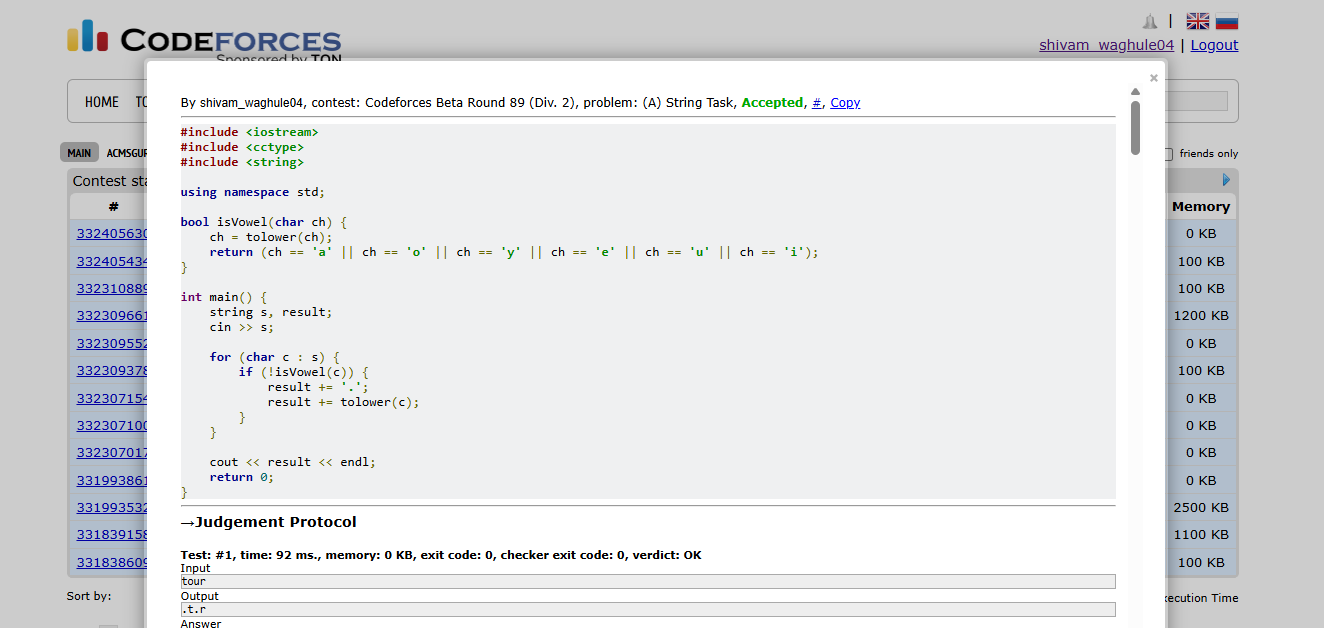 CODEFORCES
Sponsored by TON
|
shivam_waghule04 | Logout
HOME
×
By shivam_waghule04, contest: Codeforces Beta Round 89 (Div. 2), problem: (A) String Task, Accepted, #, Copy
#include <iostream>
#include <cctype>
#include <string>
using namespace std;
bool isVowel(char ch) {
    ch = tolower(ch);
    return (ch == 'a' || ch == 'o' || ch == 'y' || ch == 'e' || ch == 'u' || ch == 'i');
}
int main() {
    string s, result;
    cin >> s;
    for (char c : s) {
        if (!isVowel(c)) {
            result += '.';
            result += tolower(c);
        }
    }
    cout << result << endl;
    return 0;
}
→Judgement Protocol
Test: #1, time: 92 ms., memory: 0 KB, exit code: 0, checker exit code: 0, verdict: OK
Input
tour
Output
.t.r
Answer
MAIN ACMSGUR
friends only
Contest sta
# Memory
332405630 0 KB
332405434 100 KB
332310889 100 KB
332309661 1200 KB
332309552 0 KB
332309378 100 KB
332307154 0 KB
332307100 0 KB
332307017 0 KB
331993861 0 KB
331993532 2500 KB
331839158 1100 KB
331838609 100 KB
Sort by:
xecution Time